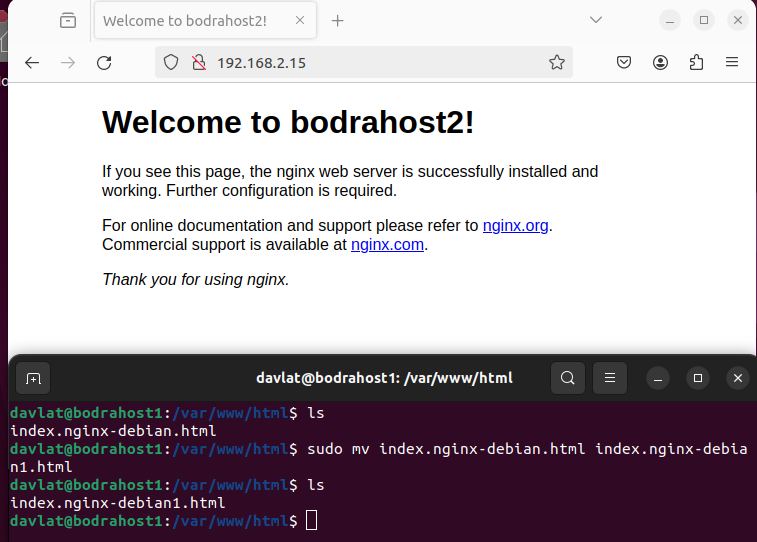 Welcome to bodrahost2!
192.168.2.15
Welcome to bodrahost2!
If you see this page, the nginx web server is successfully installed and
working. Further configuration is required.
For online documentation and support please refer to nginx.org.
Commercial support is available at nginx.com.
Thank you for using nginx.
davlat@bodrahost1: /var/www/html
davlat@bodrahost1:/var/www/html$ ls
index.nginx-debian.html
davlat@bodrahost1:/var/www/html$ sudo mv index.nginx-debian.html index.nginx-debia
n1.html
davlat@bodrahost1:/var/www/html$ ls
index.nginx-debian1.html
davlat@bodrahost1:/var/www/html$